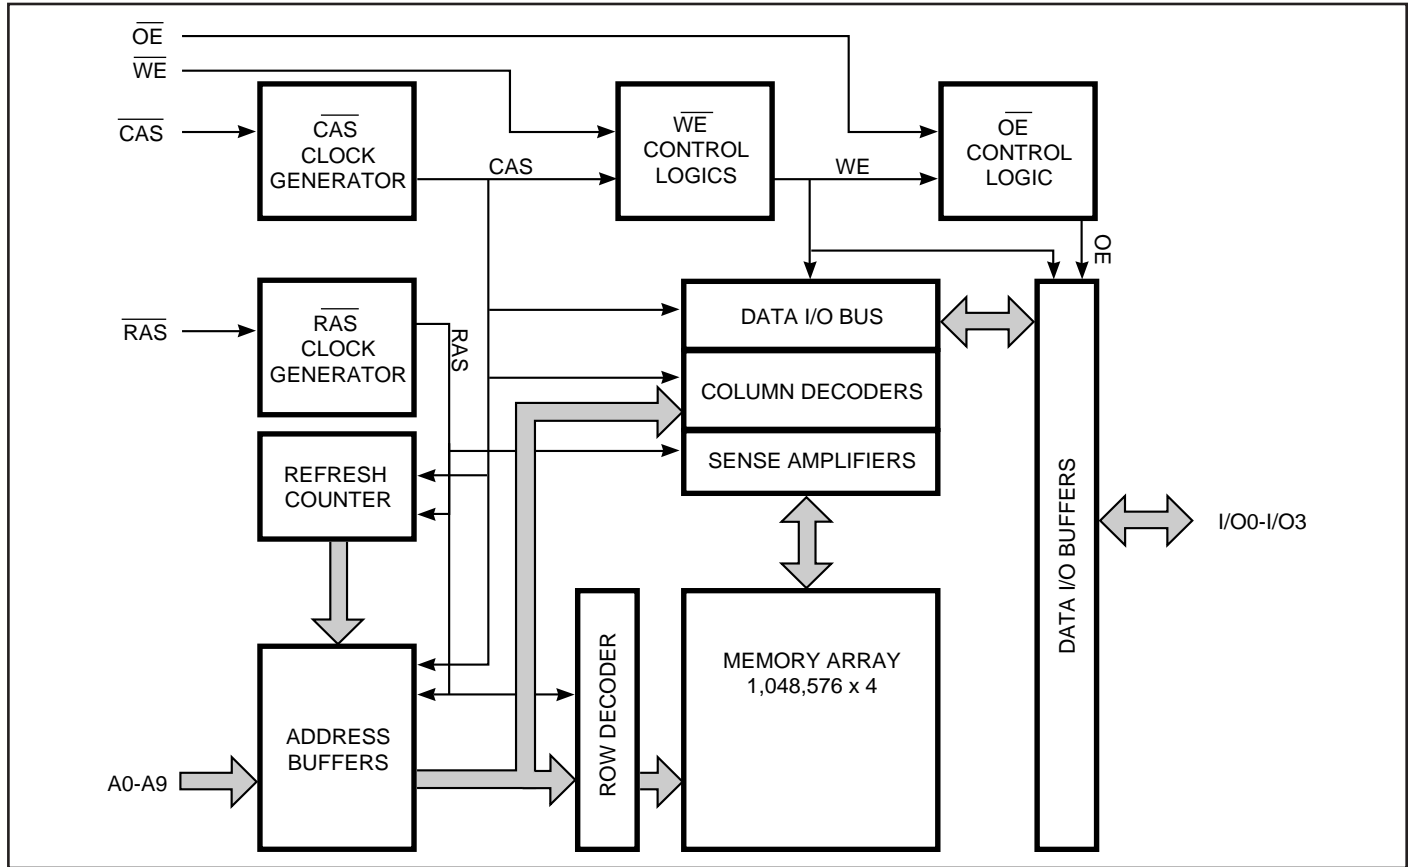 OE
WE
CAS
CAS
CLOCK
GENERATOR
CAS
WE
CONTROL
LOGICS
WE
OE
CONTROL
LOGIC
OE
RAS
RAS
CLOCK
GENERATOR
RAS
DATA I/O BUS
COLUMN DECODERS
SENSE AMPLIFIERS
REFRESH
COUNTER
DATA I/O BUFFERS
I/O0-I/O3
ROW DECODER
MEMORY ARRAY
1,048,576 x 4
ADDRESS
BUFFERS
A0-A9